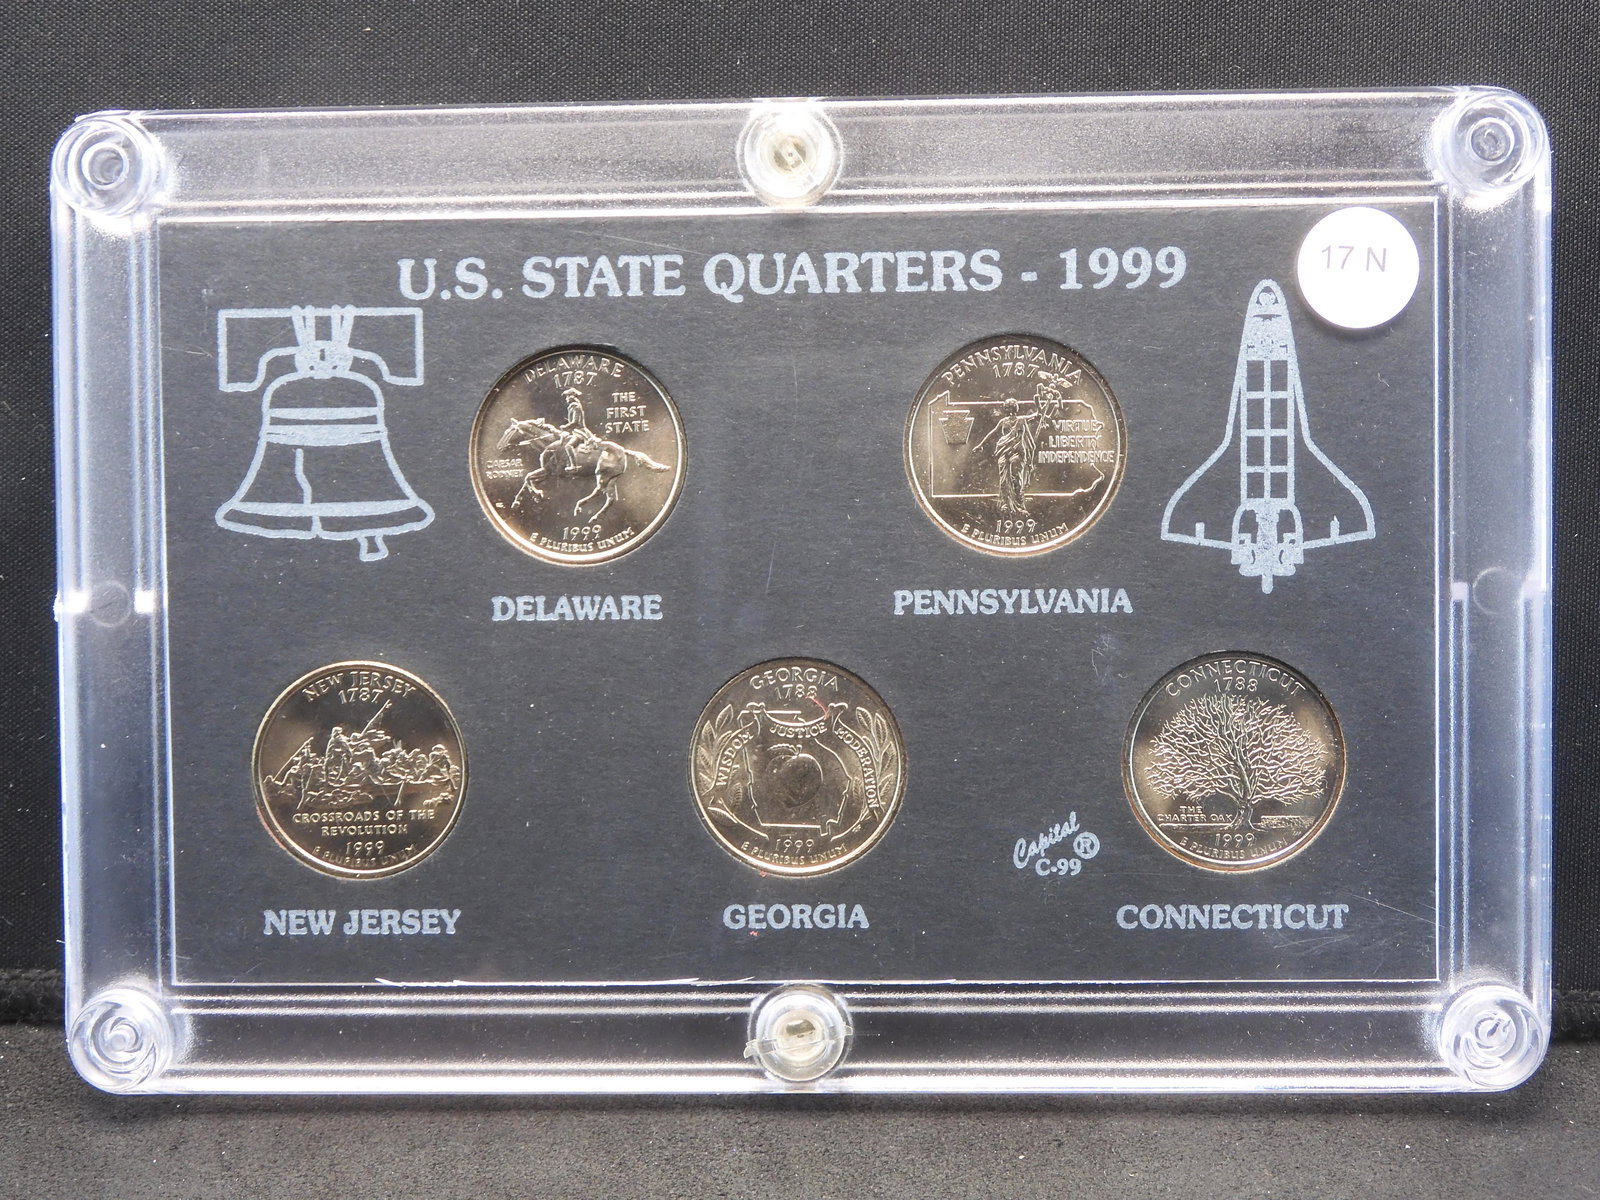 U.S. STATE QUARTERS - 1999
17 N
DELAWARE
1787
THE
FIRST
STATE
CAESAR
RODNEY
1999
E PLURIBUS UNUM
DELAWARE
PENNSYLVANIA
1787
VIRTUE
LIBERTY
INDEPENDENCE
1999
E PLURIBUS UNUM
PENNSYLVANIA
NEW JERSEY
1787
CROSSROADS OF THE
REVOLUTION
1999
E PLURIBUS UNUM
NEW JERSEY
GEORGIA
1788
WISDOM JUSTICE MODERATION
1999
E PLURIBUS UNUM
GEORGIA
Capital ®
C-99
CONNECTICUT
1788
THE
CHARTER OAK
1999
E PLURIBUS UNUM
CONNECTICUT